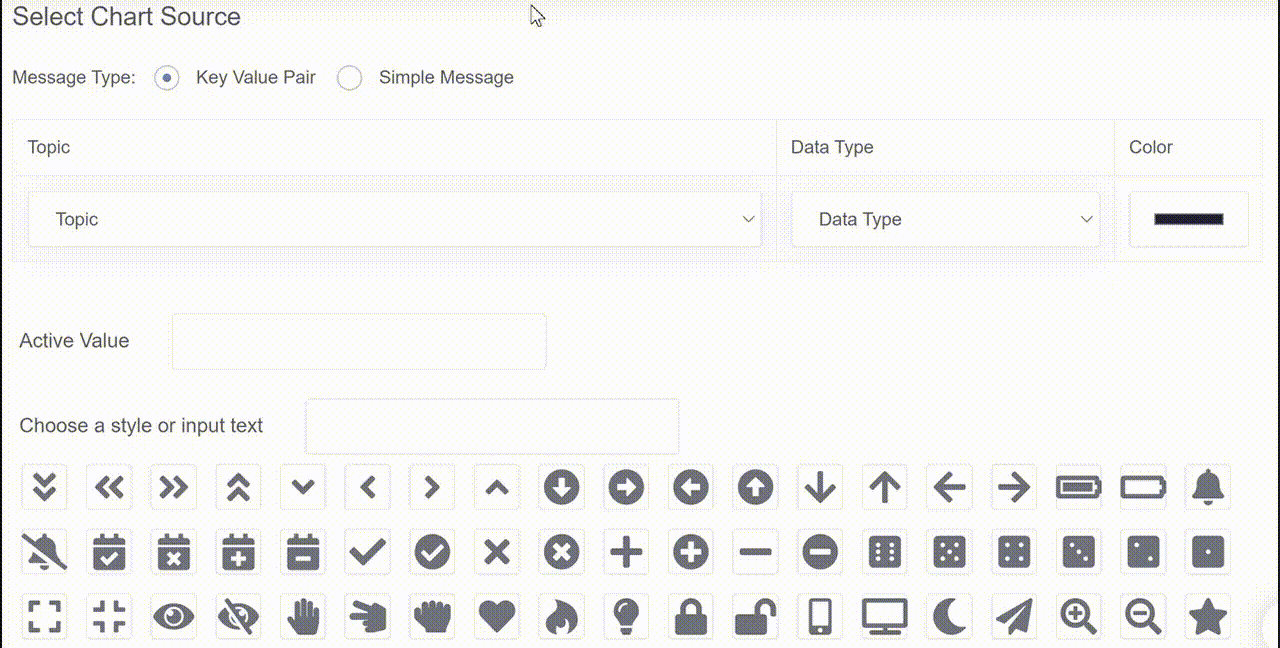 Select Chart Source
Message Type: Key Value Pair Simple Message
Topic Data Type Color
Topic Data Type
Active Value
Choose a style or input text